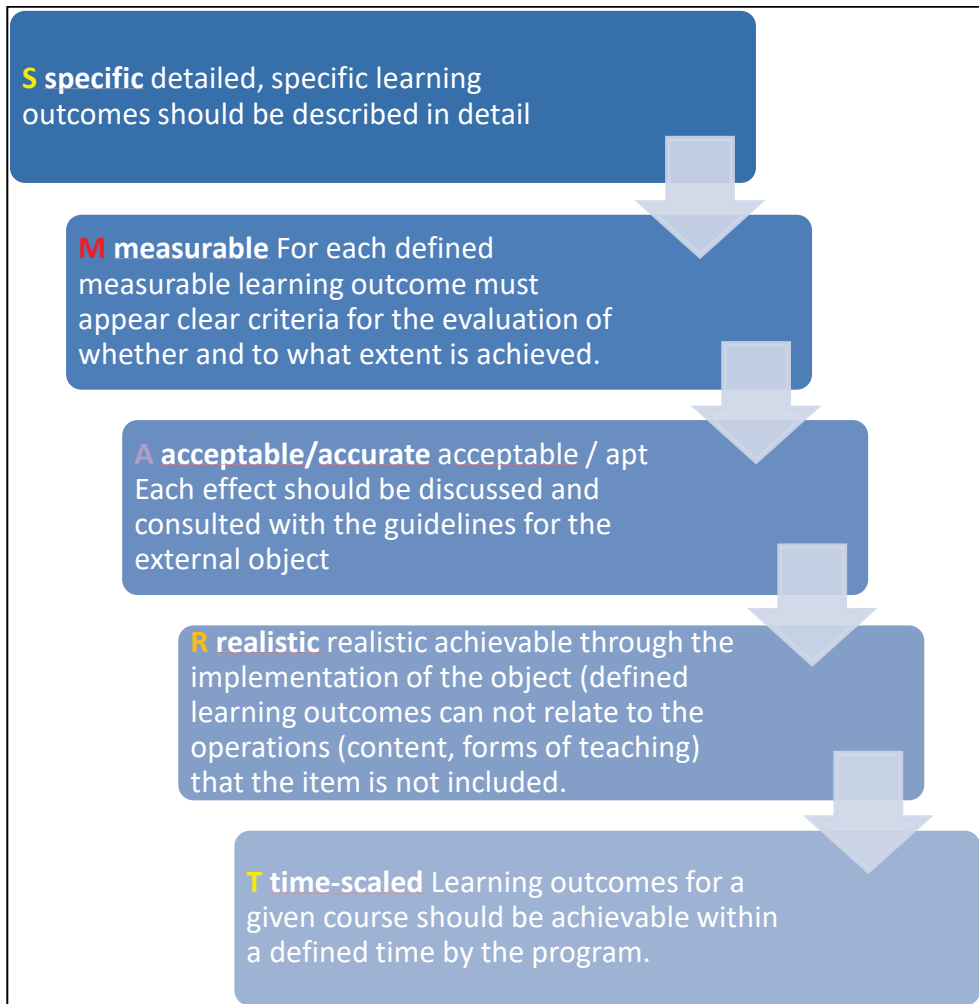 S specific detailed, specific learning
outcomes should be described in detail
M measurable For each defined
measurable learning outcome must
appear clear criteria for the evaluation of
whether and to what extent is achieved.
A acceptable/accurate acceptable / apt
Each effect should be discussed and
consulted with the guidelines for the
external object
R realistic realistic achievable through the
implementation of the object (defined
learning outcomes can not relate to the
operations (content, forms of teaching)
that the item is not included.
T time-scaled Learning outcomes for a
given course should be achievable within
a defined time by the program.